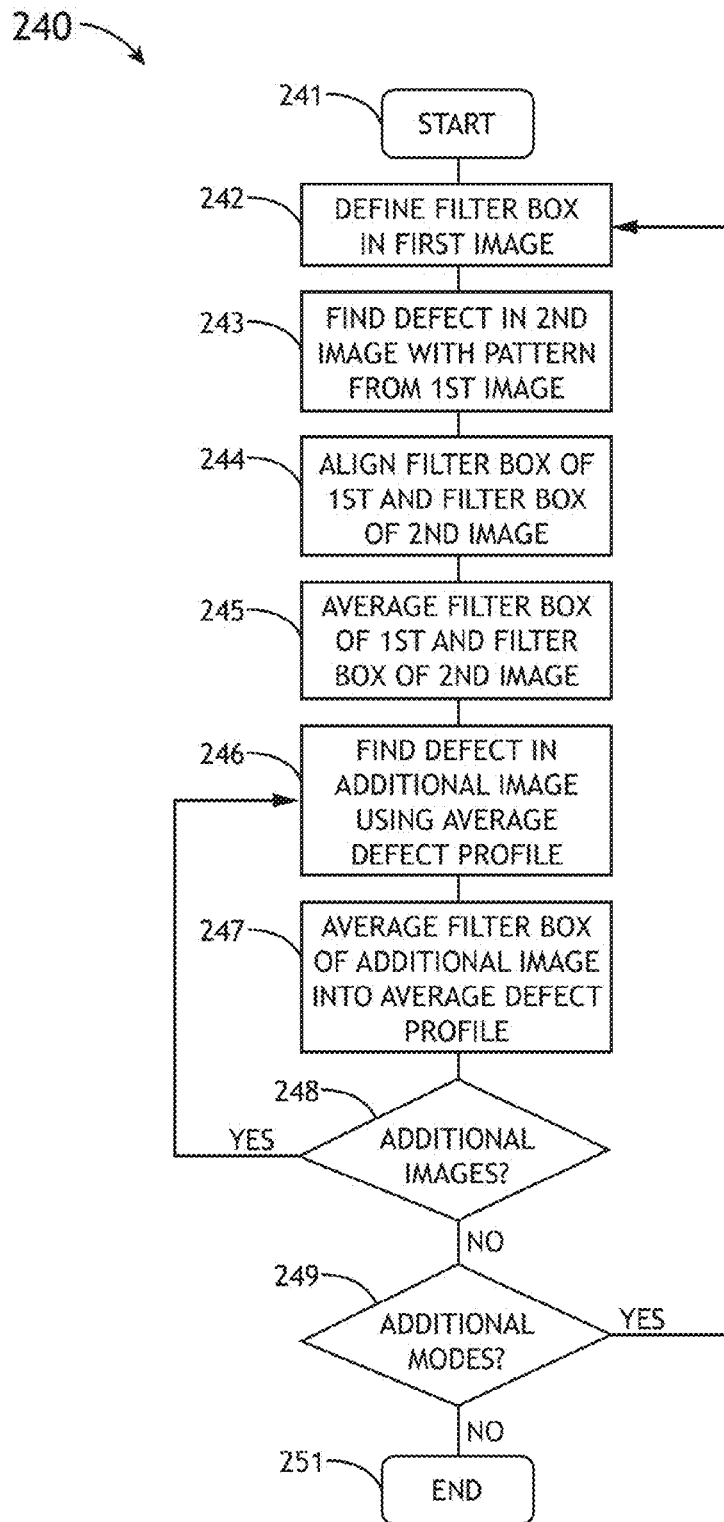 240
241
START
242
DEFINE FILTER BOX
IN FIRST IMAGE
243
FIND DEFECT IN 2ND
IMAGE WITH PATTERN
FROM 1ST IMAGE
244
ALIGN FILTER BOX OF
1ST AND FILTER BOX
OF 2ND IMAGE
245
AVERAGE FILTER BOX
OF 1ST AND FILTER
BOX OF 2ND IMAGE
246
FIND DEFECT IN
ADDITIONAL IMAGE
USING AVERAGE
DEFECT PROFILE
247
AVERAGE FILTER BOX
OF ADDITIONAL IMAGE
INTO AVERAGE DEFECT
PROFILE
248
YES
ADDITIONAL
IMAGES?
NO
249
ADDITIONAL
MODES?
YES
NO
251
END